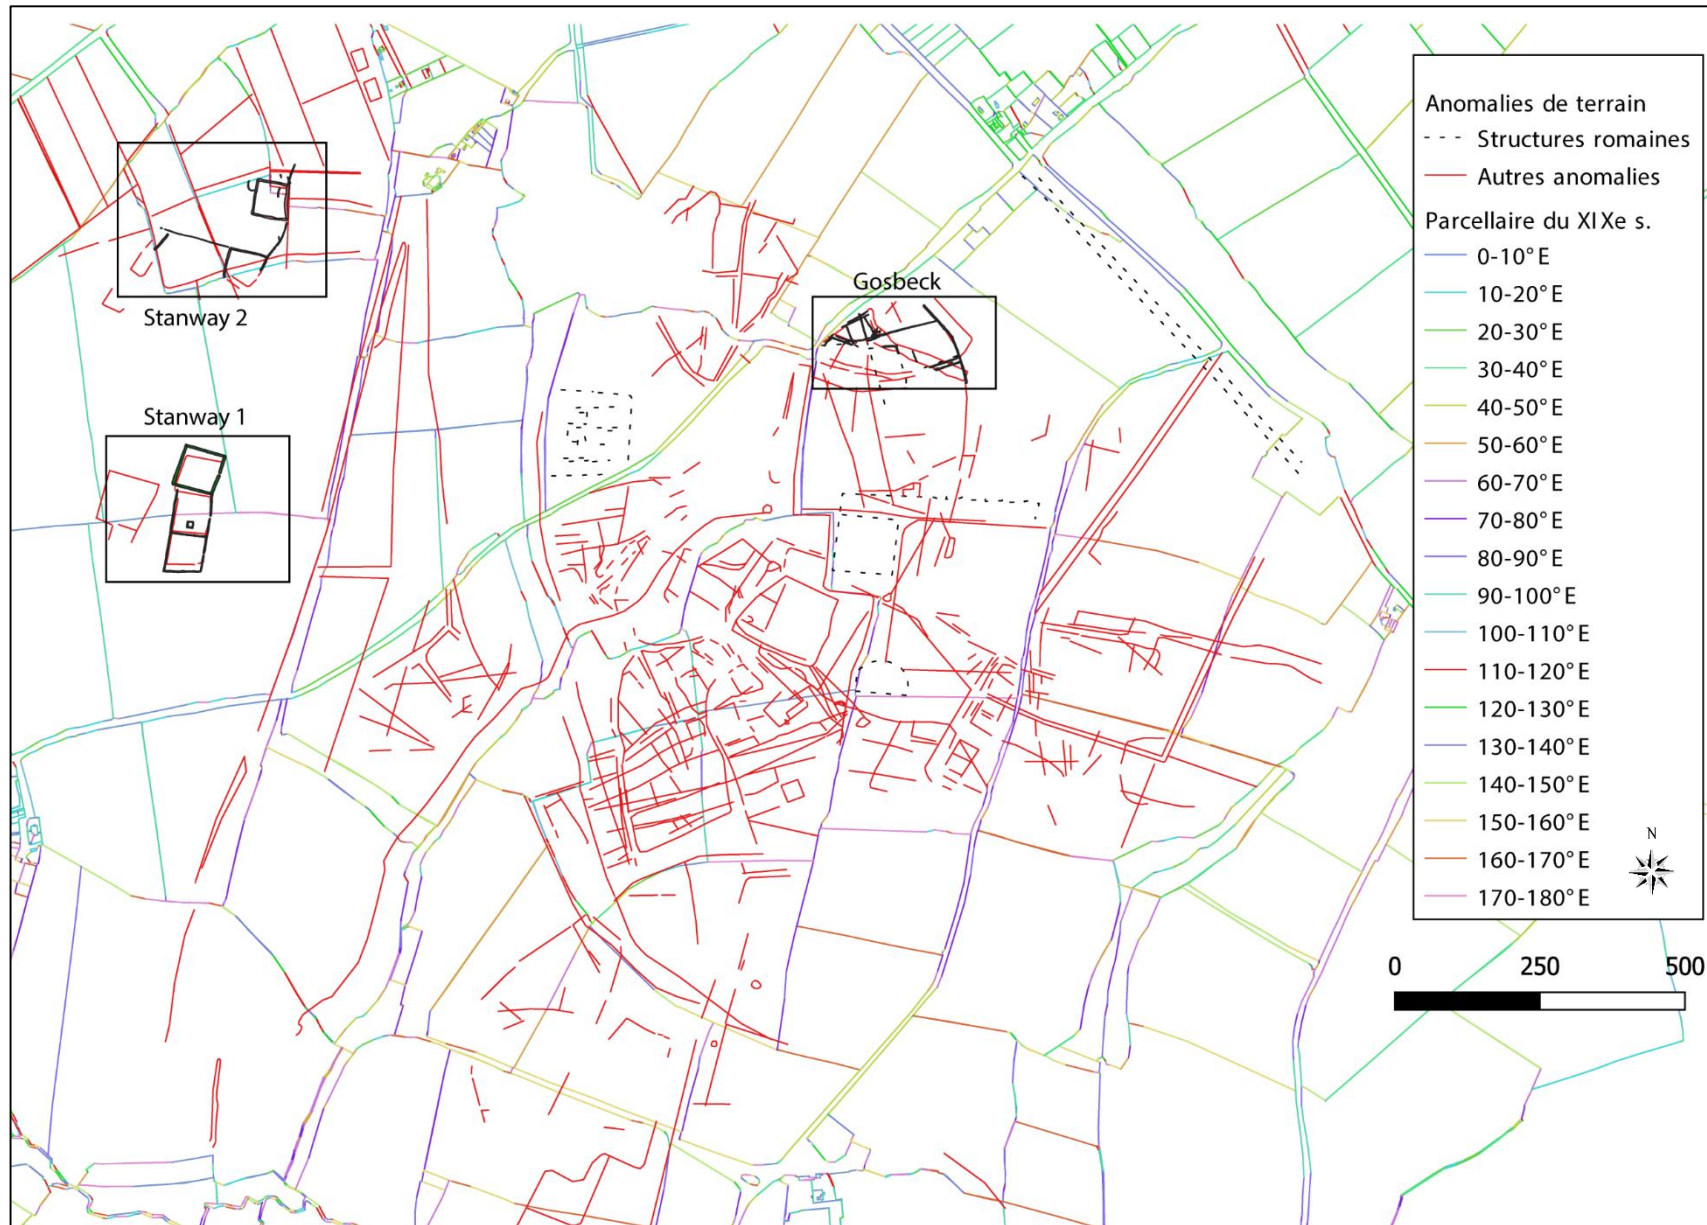 Stanway 2
Stanway 1
Gosbeck
Anomalies de terrain
Structures romaines
Autres anomalies
Parcellaire du XIXe s.
0-10°E
10-20°E
20-30°E
30-40°E
40-50°E
50-60°E
60-70°E
70-80°E
80-90°E
90-100°E
100-110°E
110-120°E
120-130°E
130-140°E
140-150°E
150-160°E
160-170°E
170-180°E
N
0 250 500